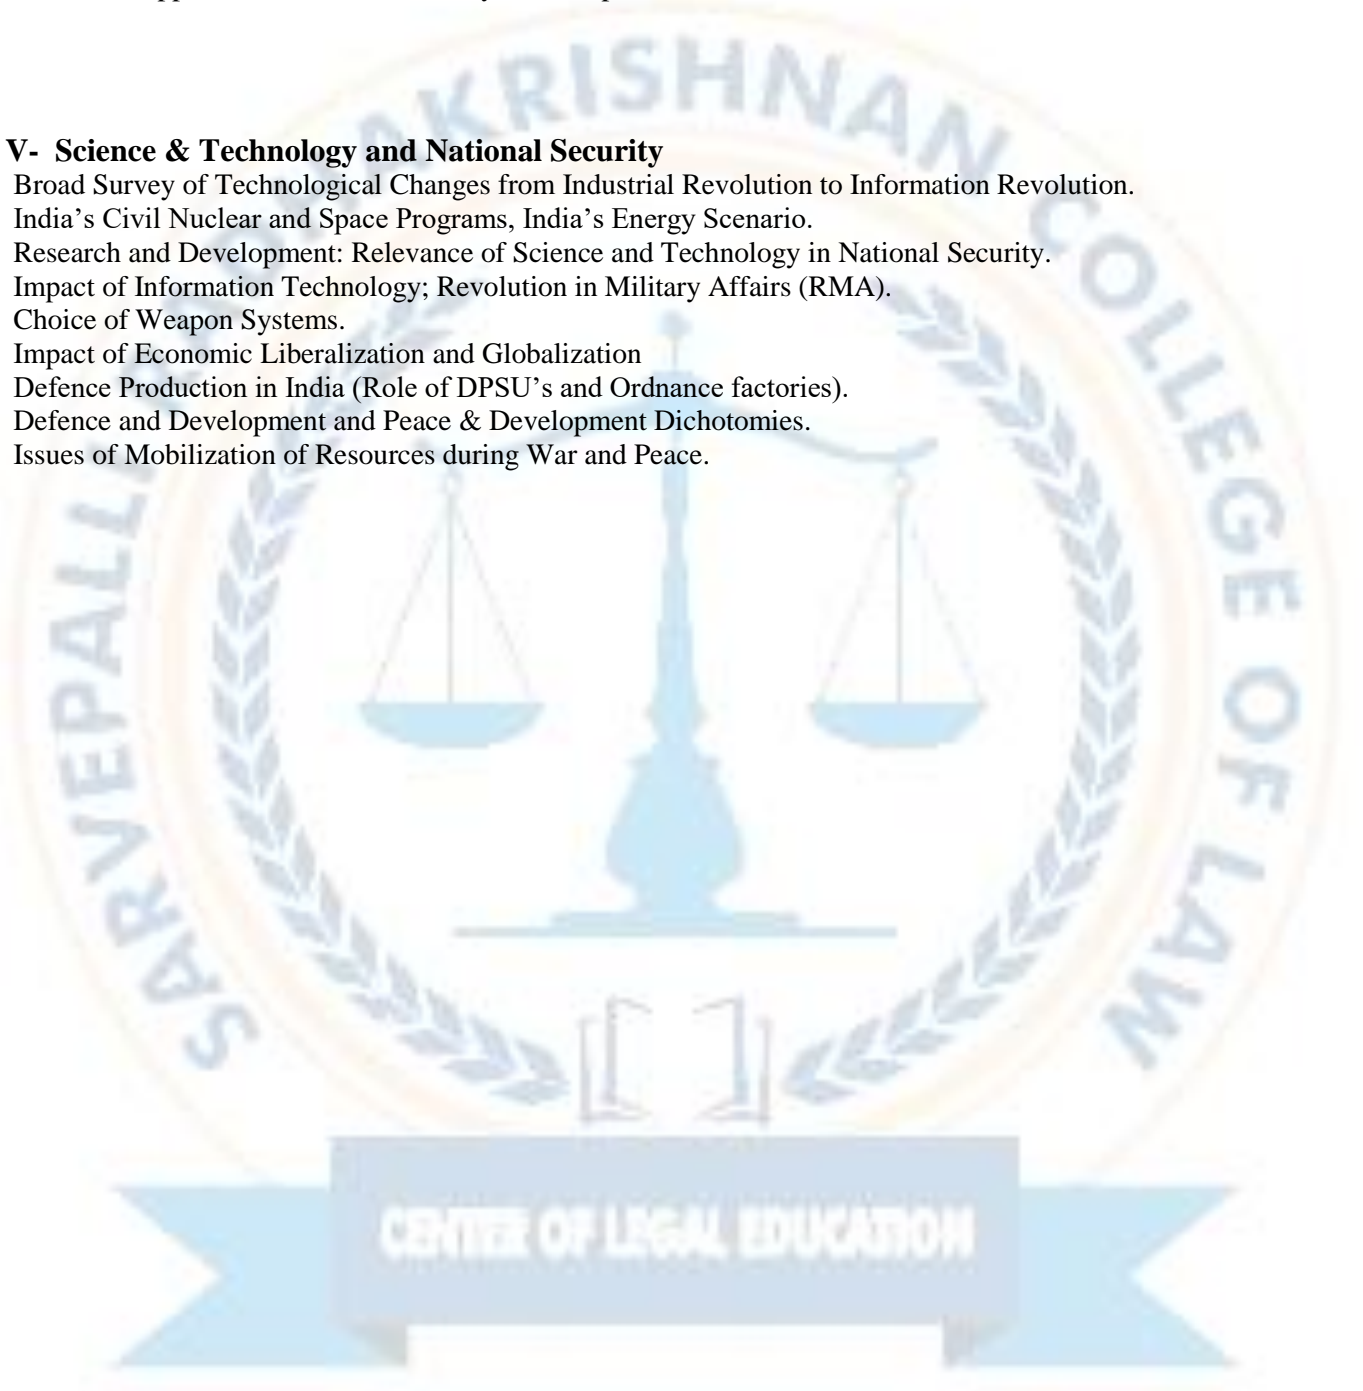 V- Science & Technology and National Security
Broad Survey of Technological Changes from Industrial Revolution to Information Revolution.
India’s Civil Nuclear and Space Programs, India’s Energy Scenario.
Research and Development: Relevance of Science and Technology in National Security.
Impact of Information Technology; Revolution in Military Affairs (RMA).
Choice of Weapon Systems.
Impact of Economic Liberalization and Globalization
Defence Production in India (Role of DPSU’s and Ordnance factories).
Defence and Development and Peace & Development Dichotomies.
Issues of Mobilization of Resources during War and Peace.
SARVEPALLI RADHAKRISHNAN COLLEGE OF LAW
CENTER OF LEGAL EDUCATION